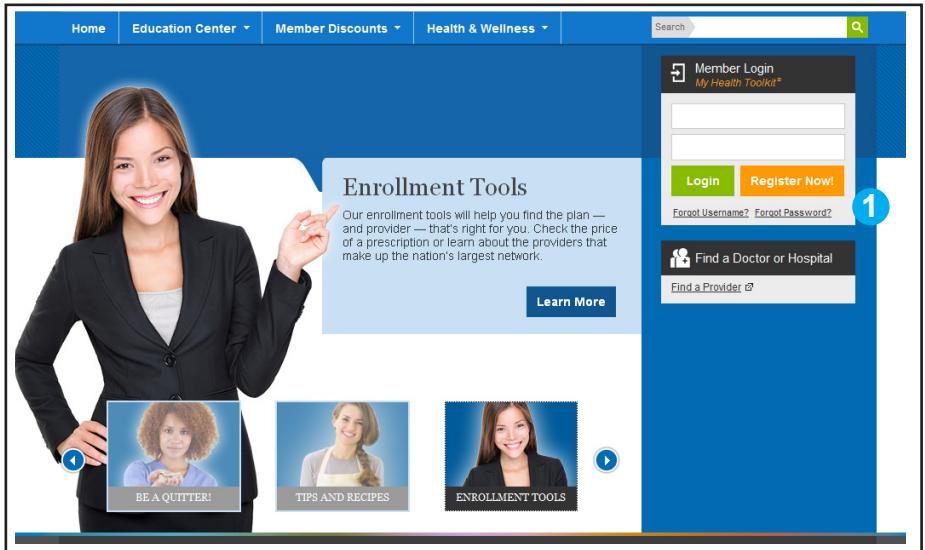 Home
Education Center
Member Discounts
Health & Wellness
Search
Member Login
My Health Toolkit®
Login
Register Now!
Forgot Username? Forgot Password?
1
Enrollment Tools
Our enrollment tools will help you find the plan —
and provider — that's right for you. Check the price
of a prescription or learn about the providers that
make up the nation's largest network.
Learn More
Find a Doctor or Hospital
Find a Provider
BE A QUITTER!
TIPS AND RECIPES
ENROLLMENT TOOLS